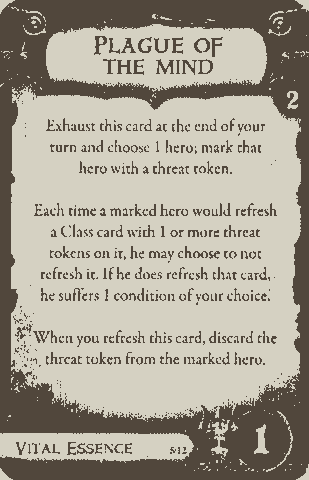 PLAGUE OF
THE MIND
2
Exhaust this card at the end of your
turn and choose 1 hero; mark that
hero with a threat token.
Each time a marked hero would refresh
a Class card with 1 or more threat
tokens on it, he may choose to not
refresh it. If he does refresh that card,
he suffers 1 condition of your choice.
When you refresh this card, discard the
threat token from the marked hero.
VITAL ESSENCE 5/12 1